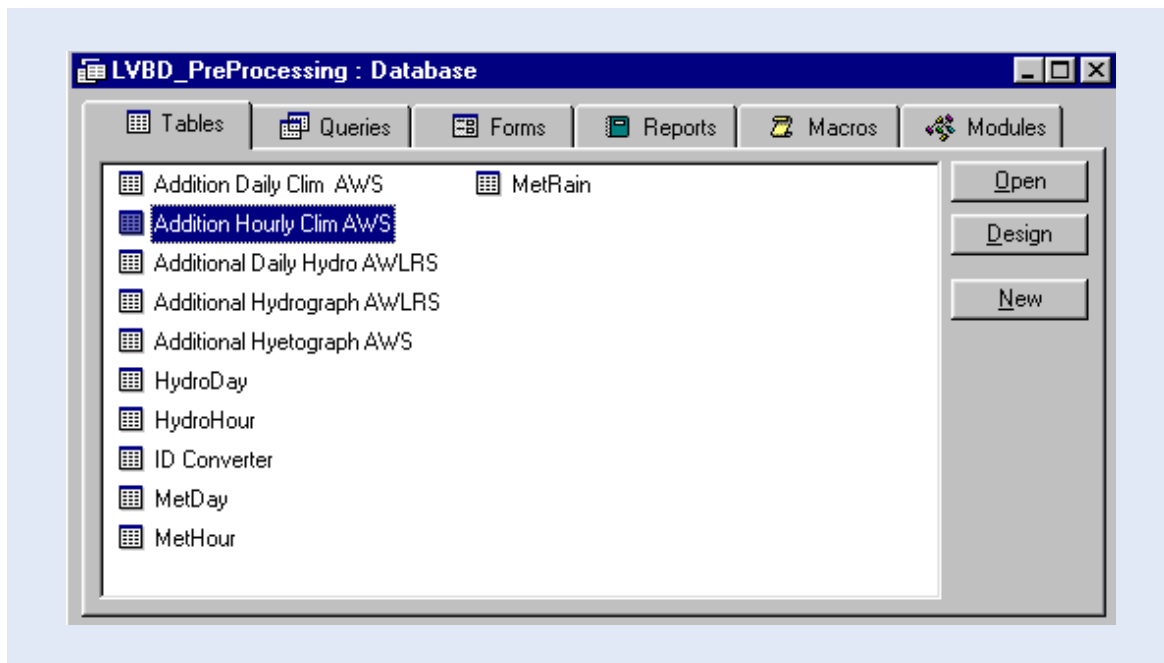 LVBD_PreProcessing : Database
Tables Queries Forms Reports Macros Modules
Addition Daily Clim  AWS
Addition Hourly Clim AWS
Additional Daily Hydro AWLRS
Additional Hydrograph AWLRS
Additional Hyetograph AWS
HydroDay
HydroHour
ID Converter
MetDay
MetHour
MetRain
Open
Design
New